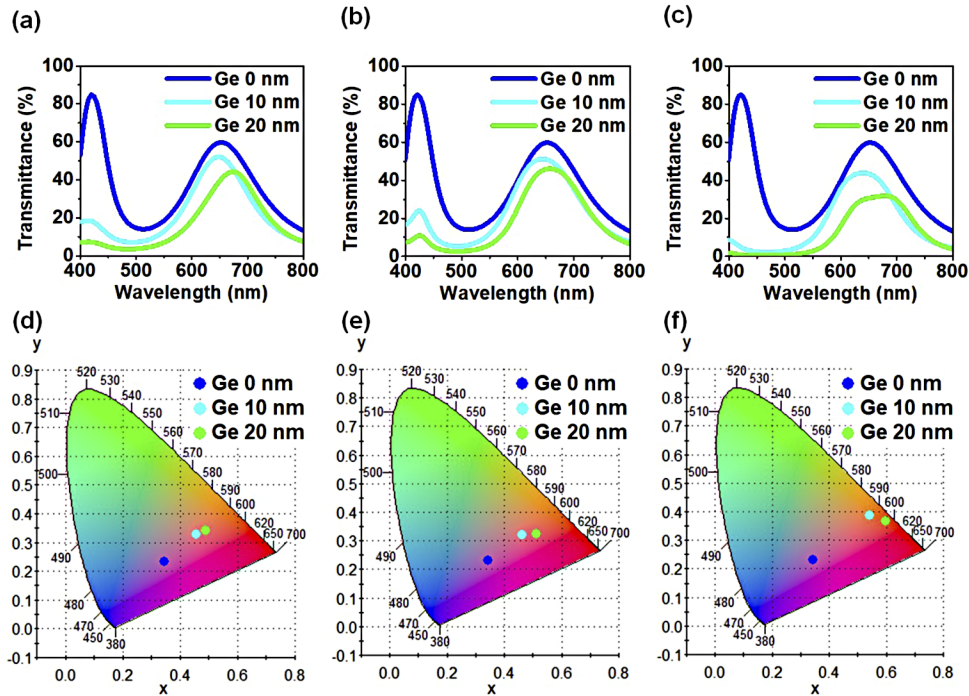 (a)
Transmittance (%)
100
80
60
40
20
0
Ge 0 nm
Ge 10 nm
Ge 20 nm
400 500 600 700 800
Wavelength (nm)
(b)
Transmittance (%)
100
80
60
40
20
0
Ge 0 nm
Ge 10 nm
Ge 20 nm
400 500 600 700 800
Wavelength (nm)
(c)
Transmittance (%)
100
80
60
40
20
0
Ge 0 nm
Ge 10 nm
Ge 20 nm
400 500 600 700 800
Wavelength (nm)
(d)
y
0.9
0.8
0.7
0.6
0.5
0.4
0.3
0.2
0.1
0.0
-0.1
520
530
540
550
560
570
580
590
600
620
650
700
510
500
490
480
470
450
380
Ge 0 nm
Ge 10 nm
Ge 20 nm
0.0 0.2 0.4 0.6 0.8
x
(e)
y
0.9
0.8
0.7
0.6
0.5
0.4
0.3
0.2
0.1
0.0
-0.1
520
530
540
550
560
570
580
590
600
620
650
700
510
500
490
480
470
450
380
Ge 0 nm
Ge 10 nm
Ge 20 nm
0.0 0.2 0.4 0.6 0.8
x
(f)
y
0.9
0.8
0.7
0.6
0.5
0.4
0.3
0.2
0.1
0.0
-0.1
520
530
540
550
560
570
580
590
600
620
650
700
510
500
490
480
470
450
380
Ge 0 nm
Ge 10 nm
Ge 20 nm
0.0 0.2 0.4 0.6 0.8
x